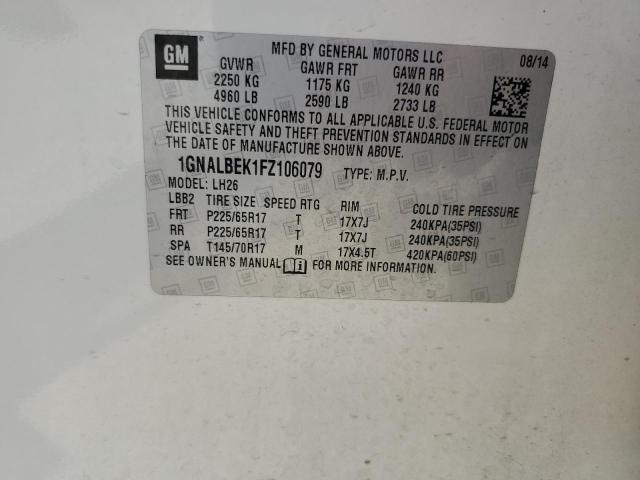 GM
MFD BY GENERAL MOTORS LLC 08/14
GVWR GAWR FRT GAWR RR
2250 KG 1175 KG 1240 KG
4960 LB 2590 LB 2733 LB
THIS VEHICLE CONFORMS TO ALL APPLICABLE U.S. FEDERAL MOTOR
VEHICLE SAFETY AND THEFT PREVENTION STANDARDS IN EFFECT ON
THE DATE OF MANUFACTURE SHOWN ABOVE.
1GNALBEK1FZ106079 TYPE: M.P.V.
MODEL: LH26
LBB2 TIRE SIZE SPEED RTG RIM COLD TIRE PRESSURE
FRT P225/65R17 T 17X7J 240KPA(35PSI)
RR P225/65R17 T 17X7J 240KPA(35PSI)
SPA T145/70R17 M 17X4.5T 420KPA(60PSI)
SEE OWNER'S MANUAL FOR MORE INFORMATION.